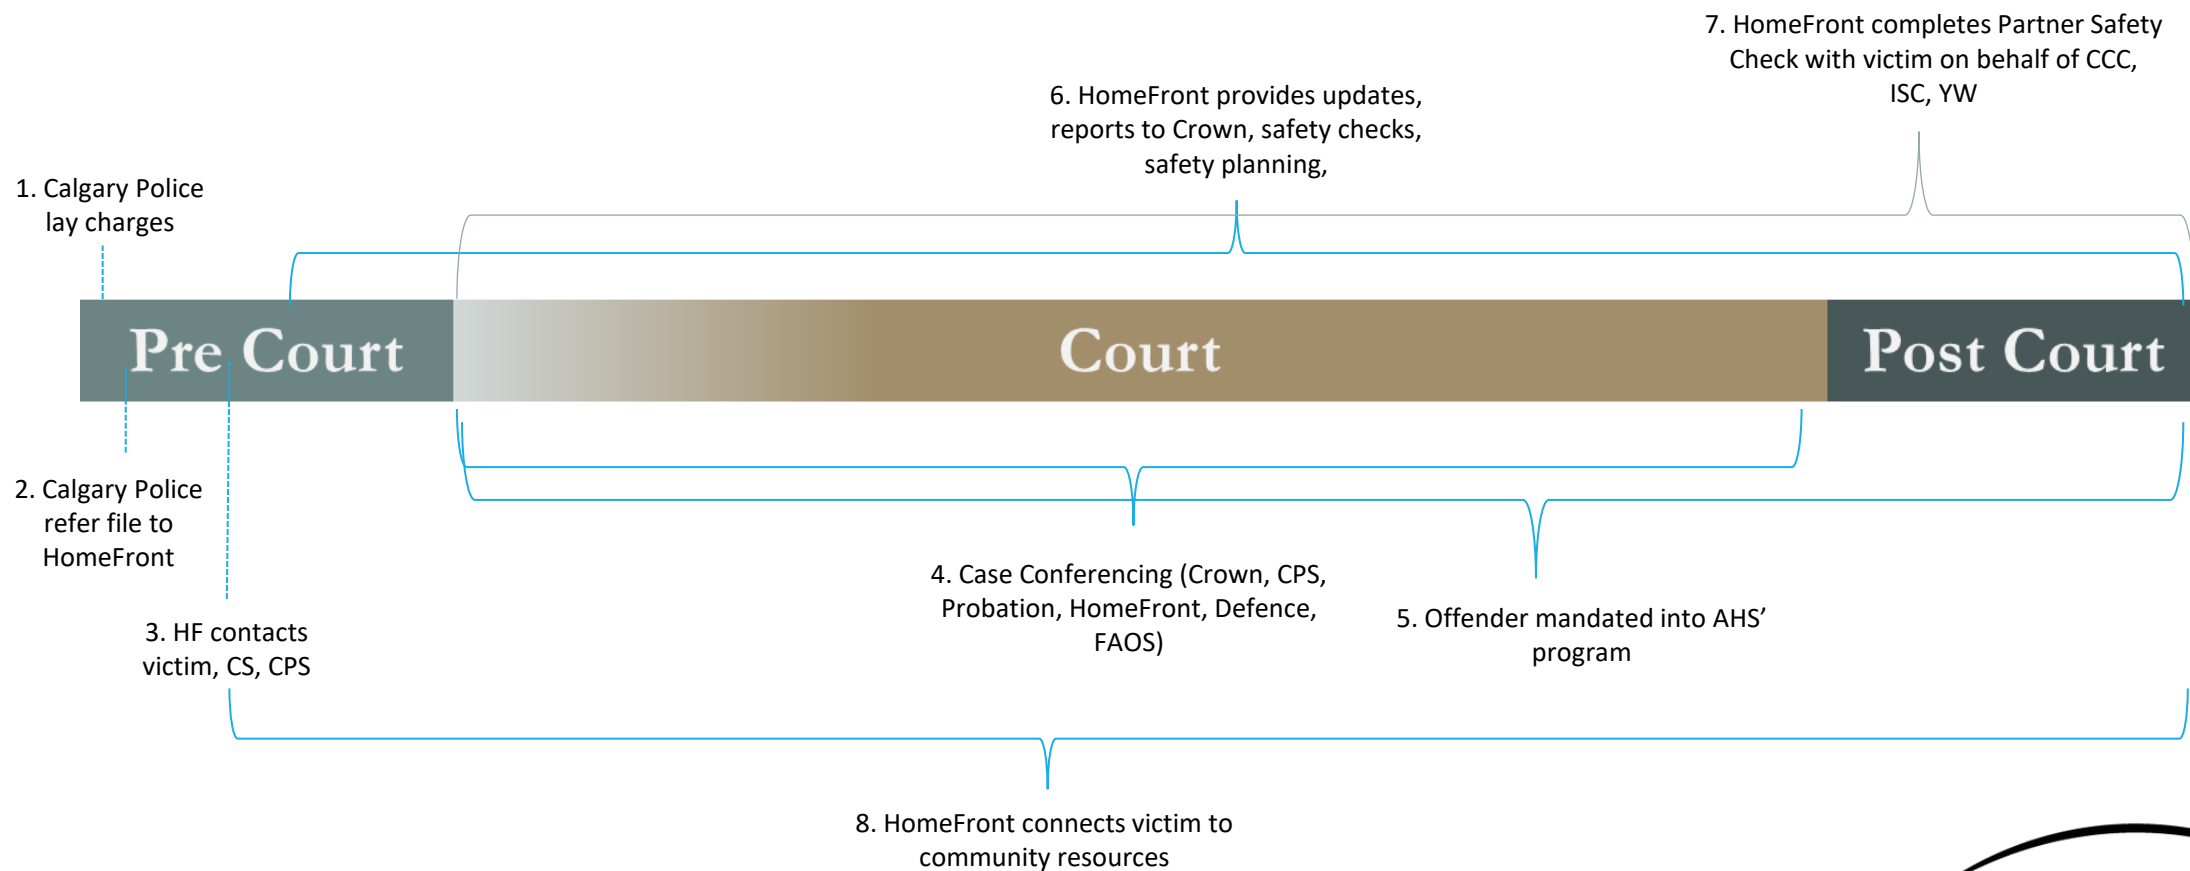 7. HomeFront completes Partner Safety
Check with victim on behalf of CCC,
ISC, YW
6. HomeFront provides updates,
reports to Crown, safety checks,
safety planning,
1. Calgary Police
lay charges
Pre Court
Court
Post Court
2. Calgary Police
refer file to
HomeFront
3. HF contacts
victim, CS, CPS
4. Case Conferencing (Crown, CPS,
Probation, HomeFront, Defence,
FAOS)
5. Offender mandated into AHS’
program
8. HomeFront connects victim to
community resources